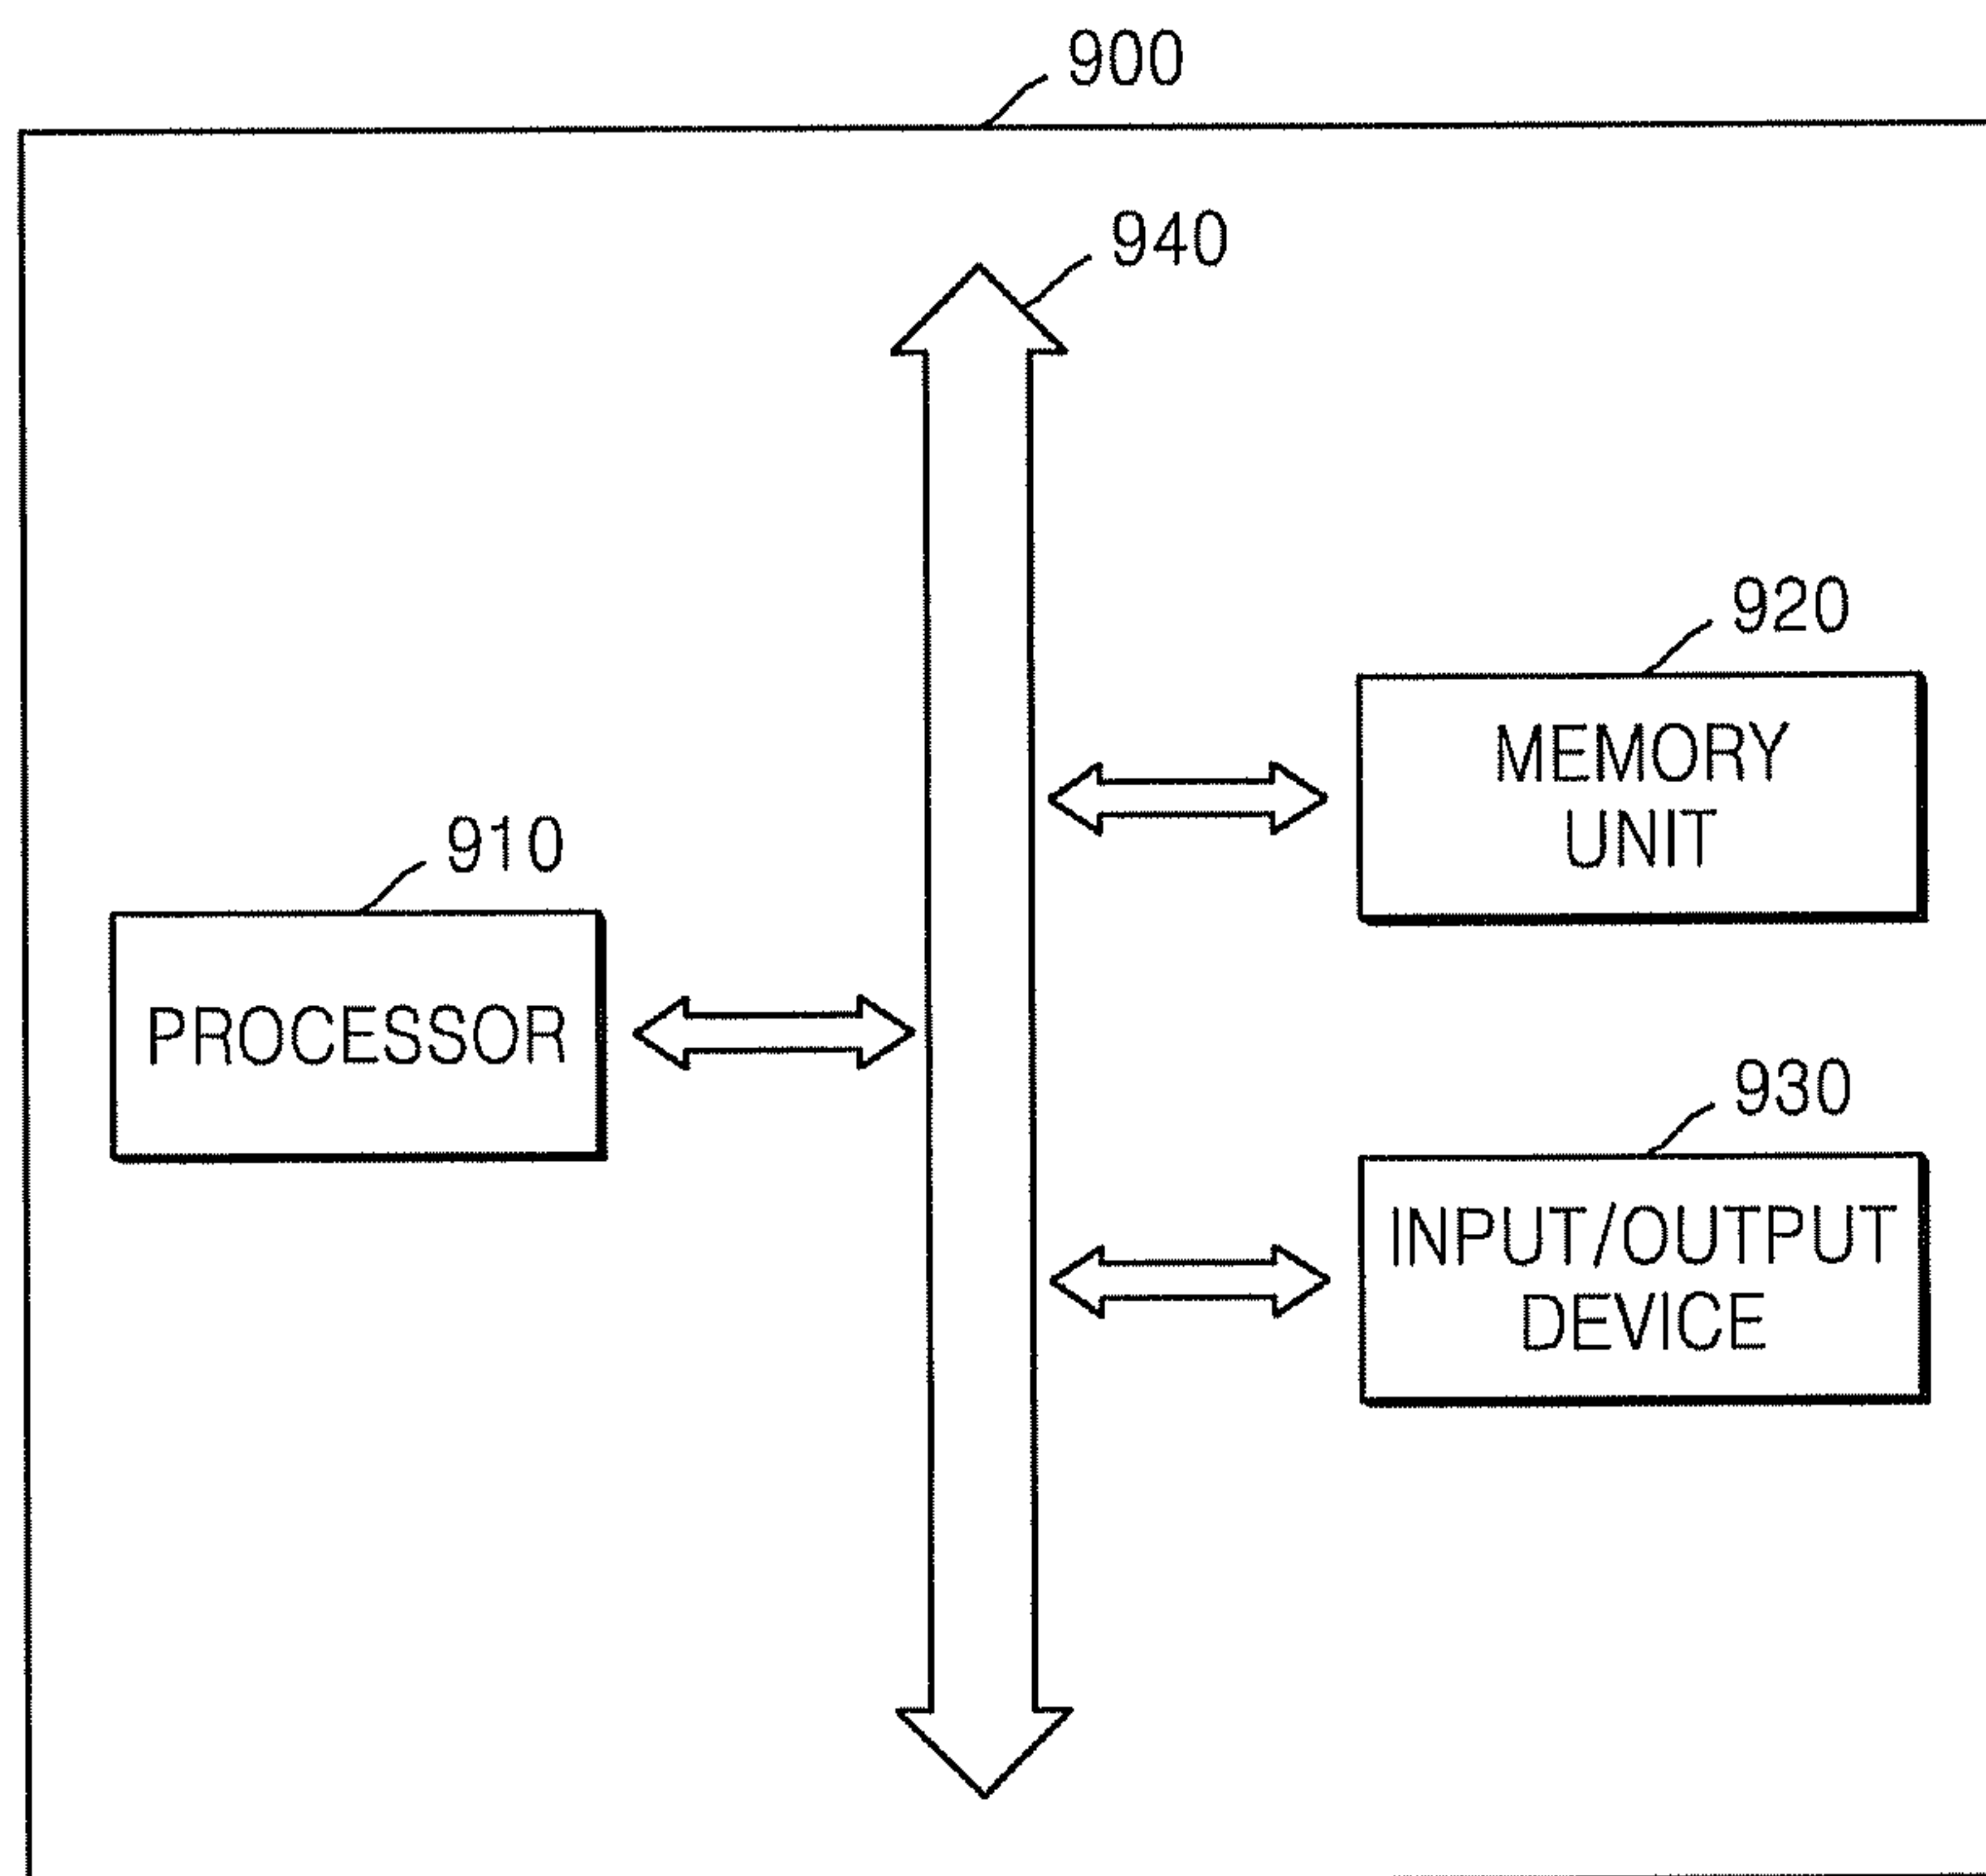 900
940
920
MEMORY
UNIT
910
PROCESSOR
930
INPUT/OUTPUT
DEVICE